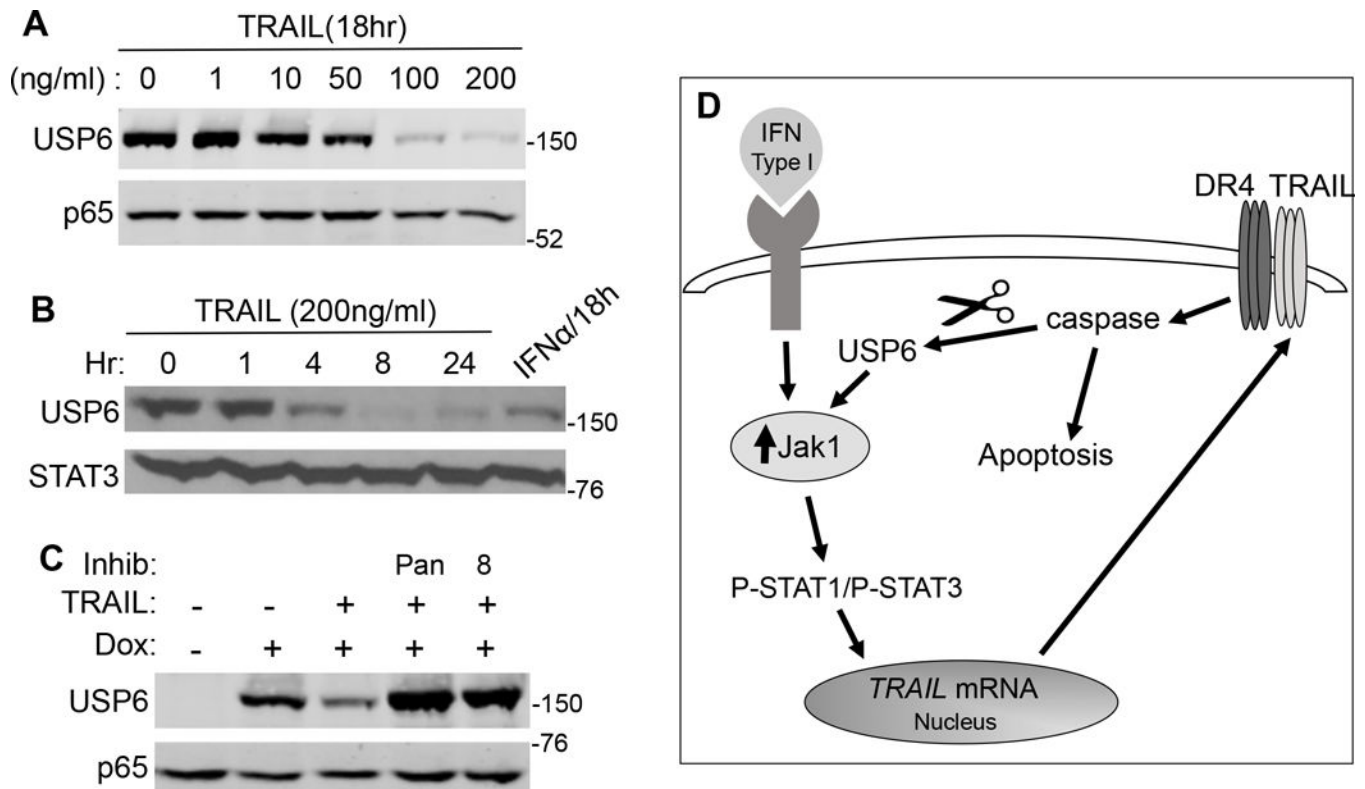 A
TRAIL(18hr)
(ng/ml) : 0 1 10 50 100 200
USP6
-150
p65
-52
B
TRAIL (200ng/ml)
IFNα/18h
Hr: 0 1 4 8 24
USP6
-150
STAT3
-76
C
Inhib: Pan 8
TRAIL: - - + + +
Dox: - + + + +
USP6
-150
-76
p65
D
IFN
Type I
DR4 TRAIL
caspase
USP6
Jak1
Apoptosis
P-STAT1/P-STAT3
TRAIL mRNA
Nucleus